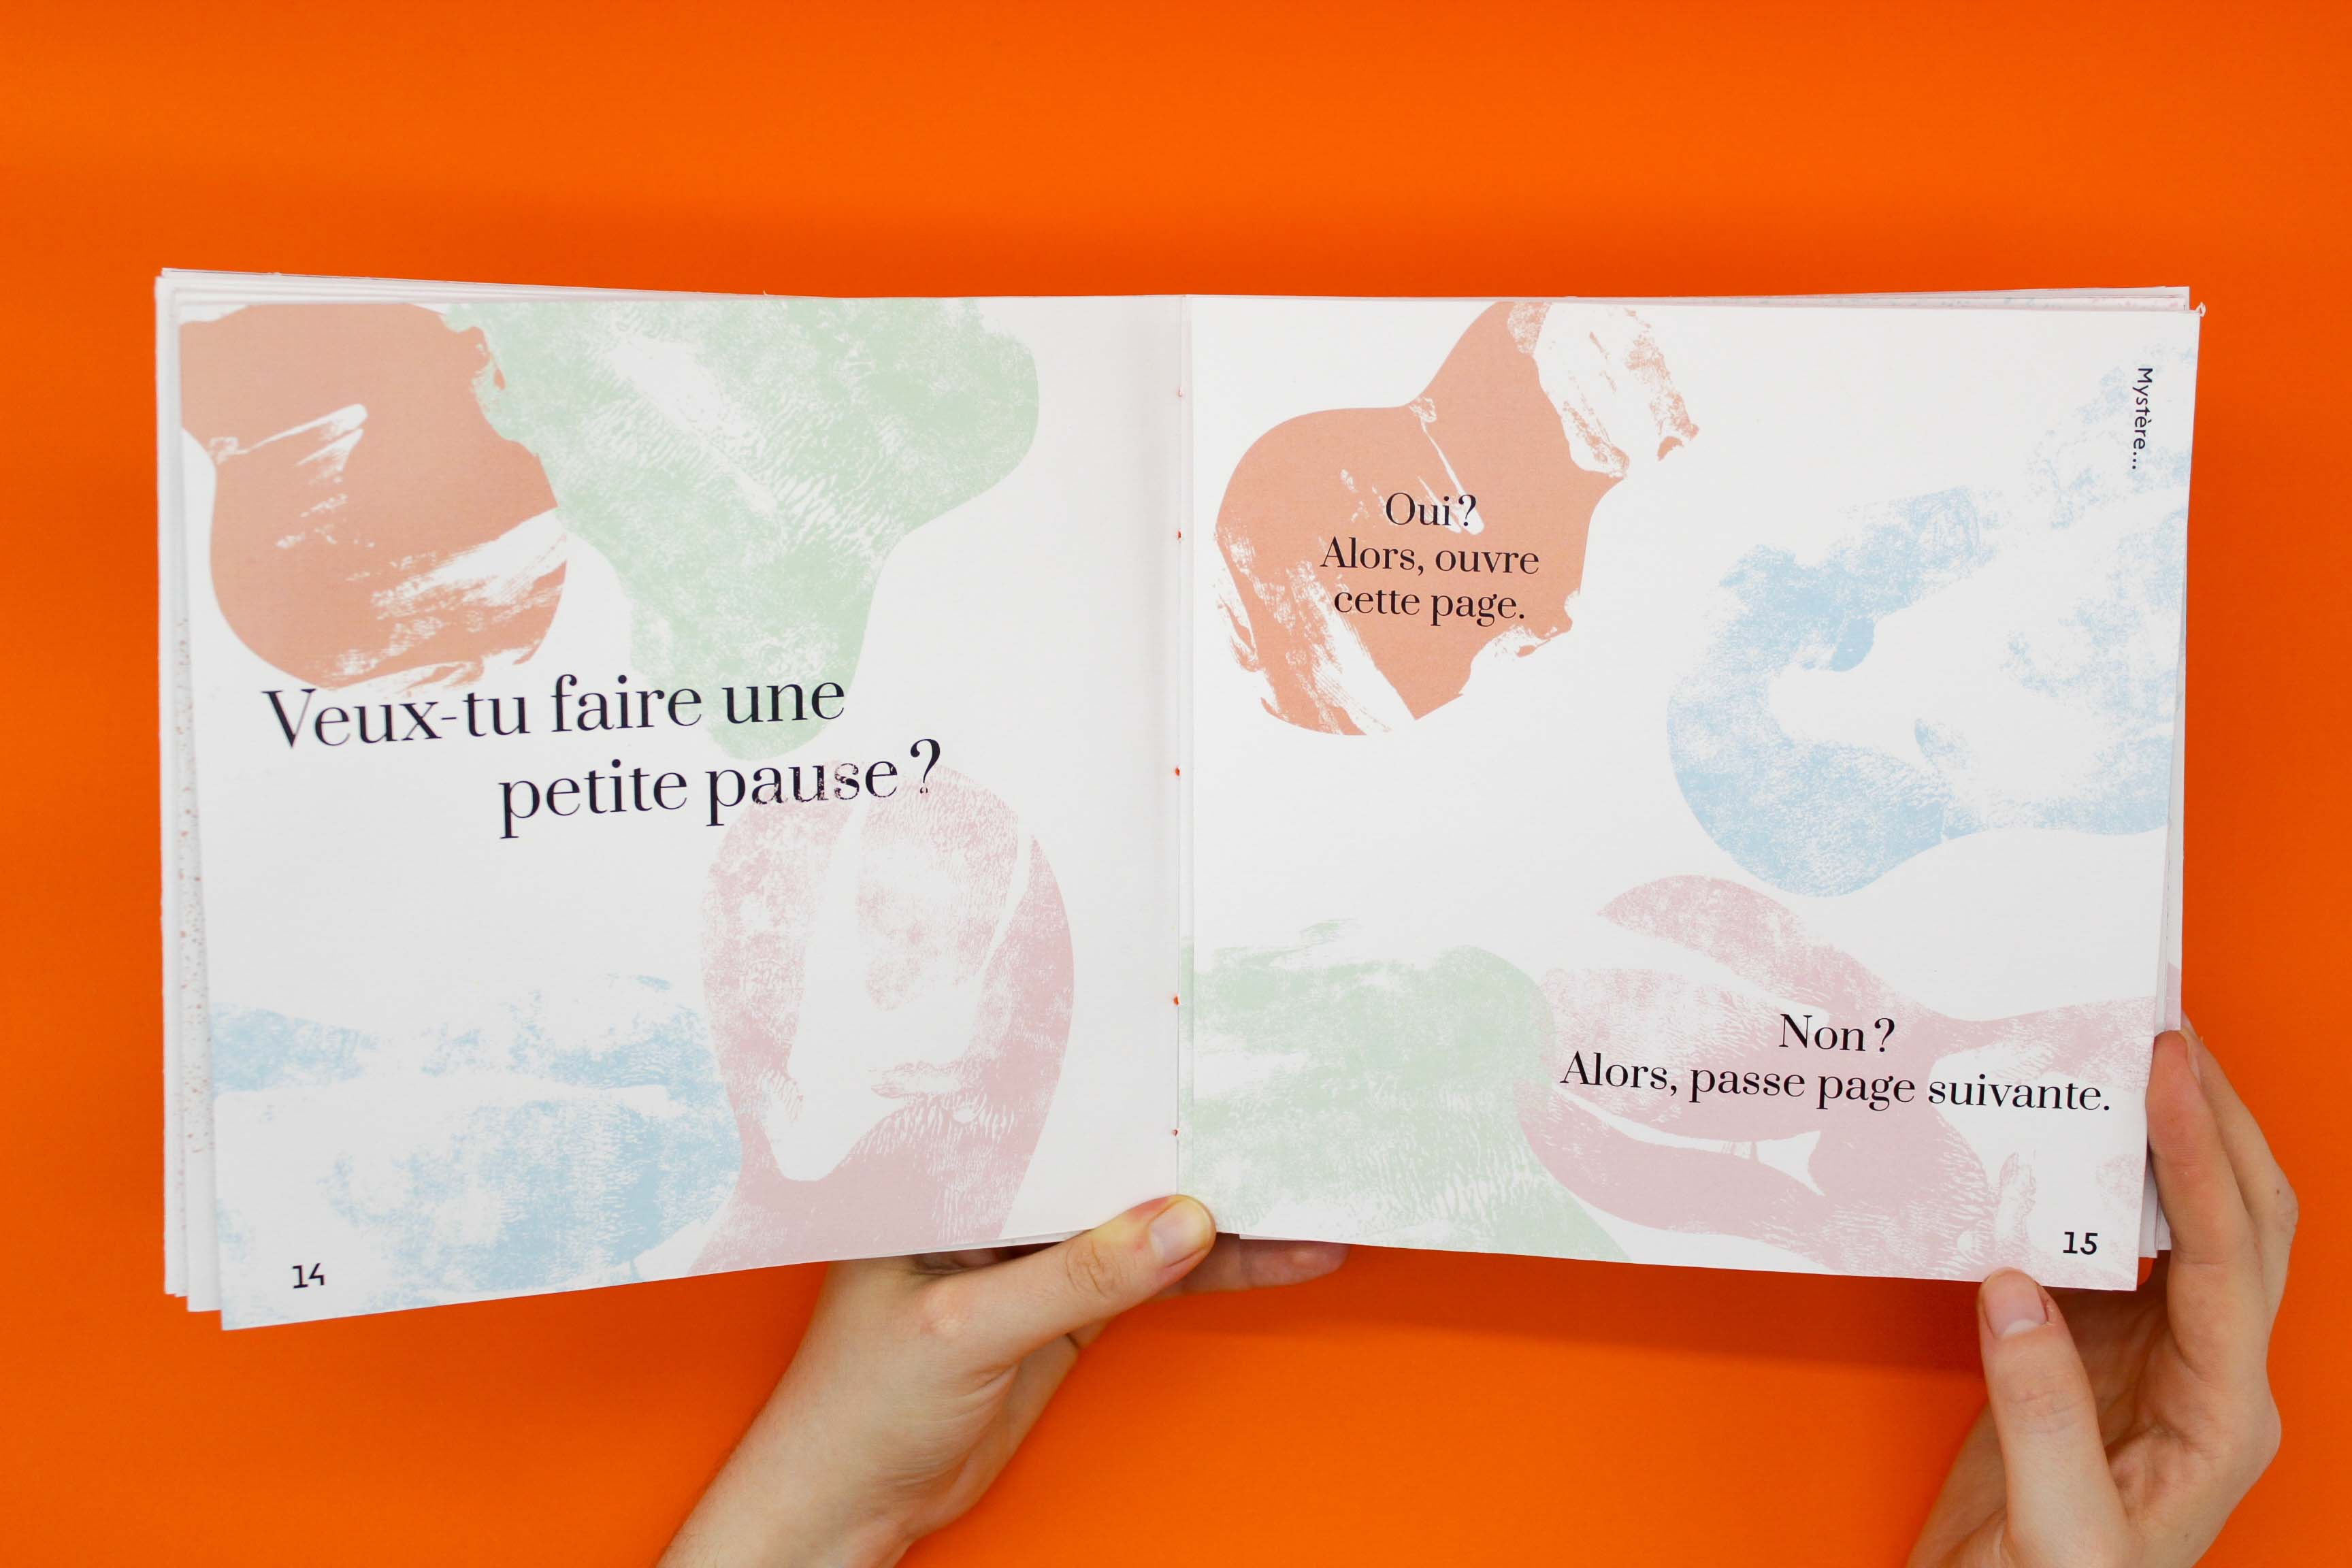 Veux-tu faire une
petite pause ?
14
Mystère...
Oui ?
Alors, ouvre
cette page.
Non ?
Alors, passe page suivante.
15